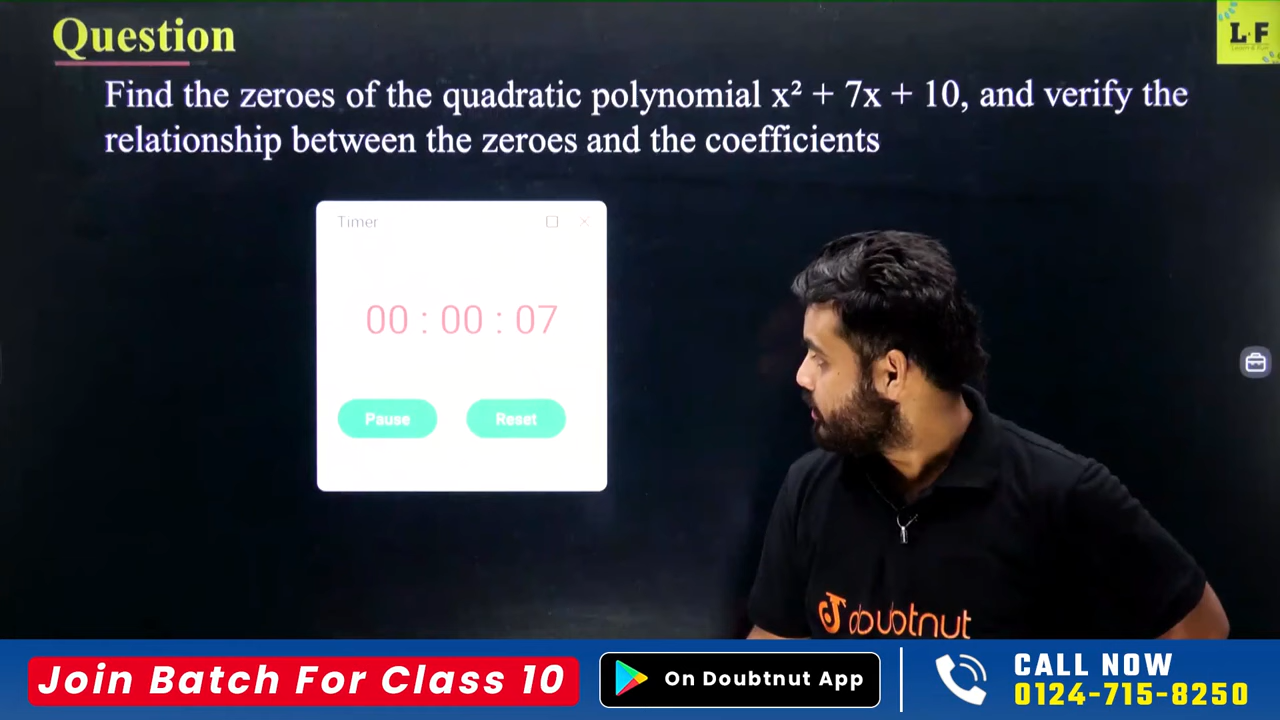 Question
L·F
Find the zeroes of the quadratic polynomial x² + 7x + 10, and verify the
relationship between the zeroes and the coefficients
Timer
00 : 00 : 07
Pause
Reset
doubtnut
Join Batch For Class 10
On Doubtnut App
CALL NOW
0124-715-8250